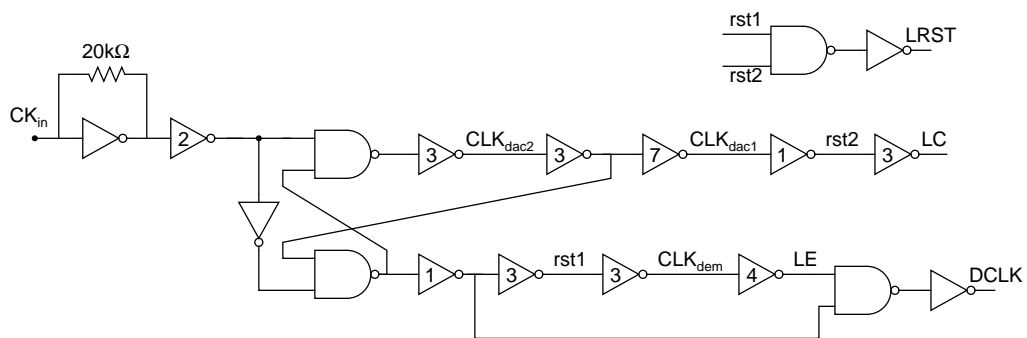 rst1
LRST
rst2
20kΩ
CKin
2
3
CLKdac2
3
7
CLKdac1
1
rst2
3
LC
1
3
rst1
3
CLKdem
4
LE
DCLK